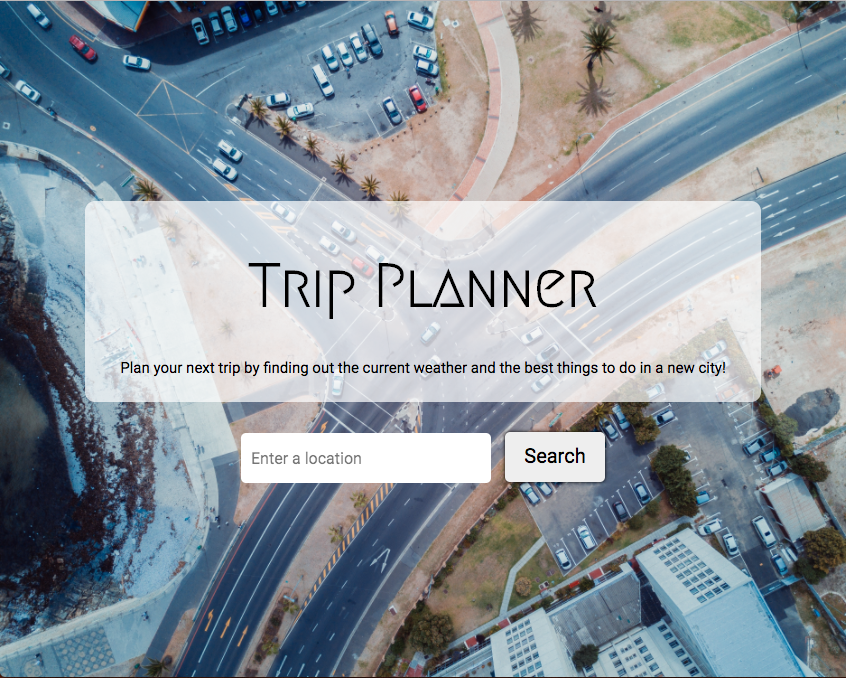 Trip Planner
Plan your next trip by finding out the current weather and the best things to do in a new city!
Enter a location
Search